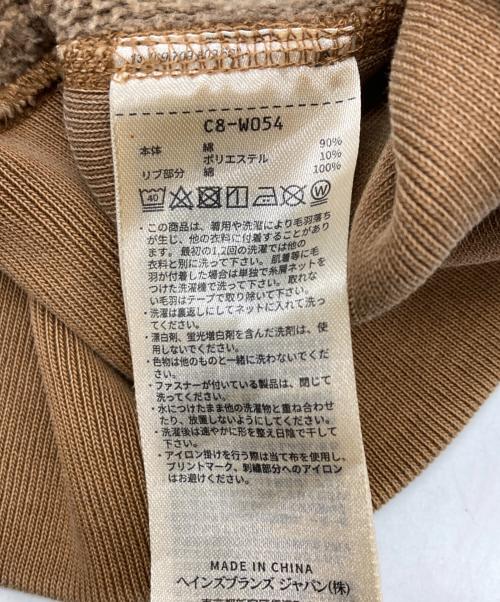 C8-W054
本体 綿 90%
ポリエステル 10%
リブ部分 綿 100%
40 W
・この商品は、着用や洗濯により毛羽落ち
が生じ、他の衣料に付着することがあり
ます。最初の1,2回の洗濯では他の
衣料と別に洗って下さい。肌着等に毛
羽が付着した場合は単独で糸屑ネットを
つけた洗濯機で洗って下さい。取れな
い毛羽はテープで取り除いて下さい。
・洗濯は裏返しにしてネットに入れて洗っ
てください。
・漂白剤、蛍光増白剤を含んだ洗剤は、使
用しないでください。
・色物は他のものと一緒に洗わないでくだ
さい。
・ファスナーが付いている製品は、閉じて
洗ってください。
・水につけたまま他の洗濯物と重ね合わせ
たり、放置しないようにしてください。
・洗濯後は速やかに形を整え日陰で干して
下さい。
・アイロン掛けを行う際は当て布を使用し、
プリントマーク、刺繍部分へのアイロン
はお避けください。
MADE IN CHINA
ヘインズブランズ ジャパン(株)